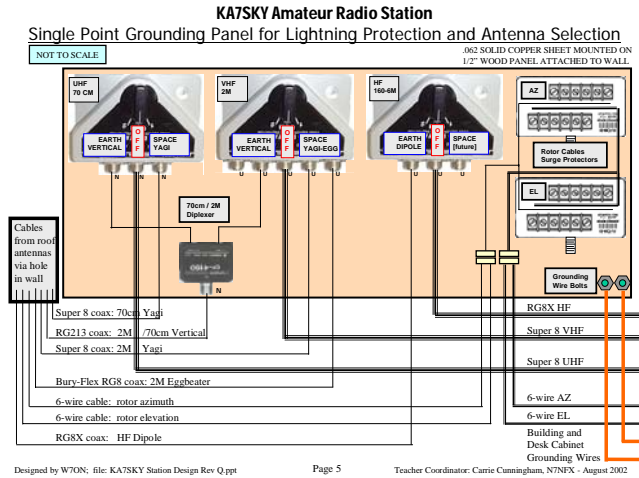 KA7SKY Amateur Radio Station
Single Point Grounding Panel for Lightning Protection and Antenna Selection
NOT TO SCALE
.062 SOLID COPPER SHEET MOUNTED ON
1/2" WOOD PANEL ATTACHED TO WALL
UHF
70 CM
EARTH
VERTICAL
OFF
SPACE
YAGI
N
N
N
VHF
2M
EARTH
VERTICAL
OFF
SPACE
YAGI-EGG
U
U
U
U
HF
160-6M
EARTH
DIPOLE
OFF
SPACE
[future]
U
U
U
AZ
Rotor Cables
Surge Protectors
EL
70cm / 2M
Diplexer
N
Grounding
Wire Bolts
Cables
from roof
antennas
via hole
in wall
Super 8 coax: 70cm Yagi
RG213 coax: 2M /70cm Vertical
Super 8 coax: 2M Yagi
Bury-Flex RG8 coax: 2M Eggbeater
6-wire cable: rotor azimuth
6-wire cable: rotor elevation
RG8X coax: HF Dipole
RG8X HF
Super 8 VHF
Super 8 UHF
6-wire AZ
6-wire EL
Building and
Desk Cabinet
Grounding Wires
Designed by W7ON; file: KA7SKY Station Design Rev Q.ppt
Page 5
Teacher Coordinator: Carrie Cunningham, N7NFX - August 2002